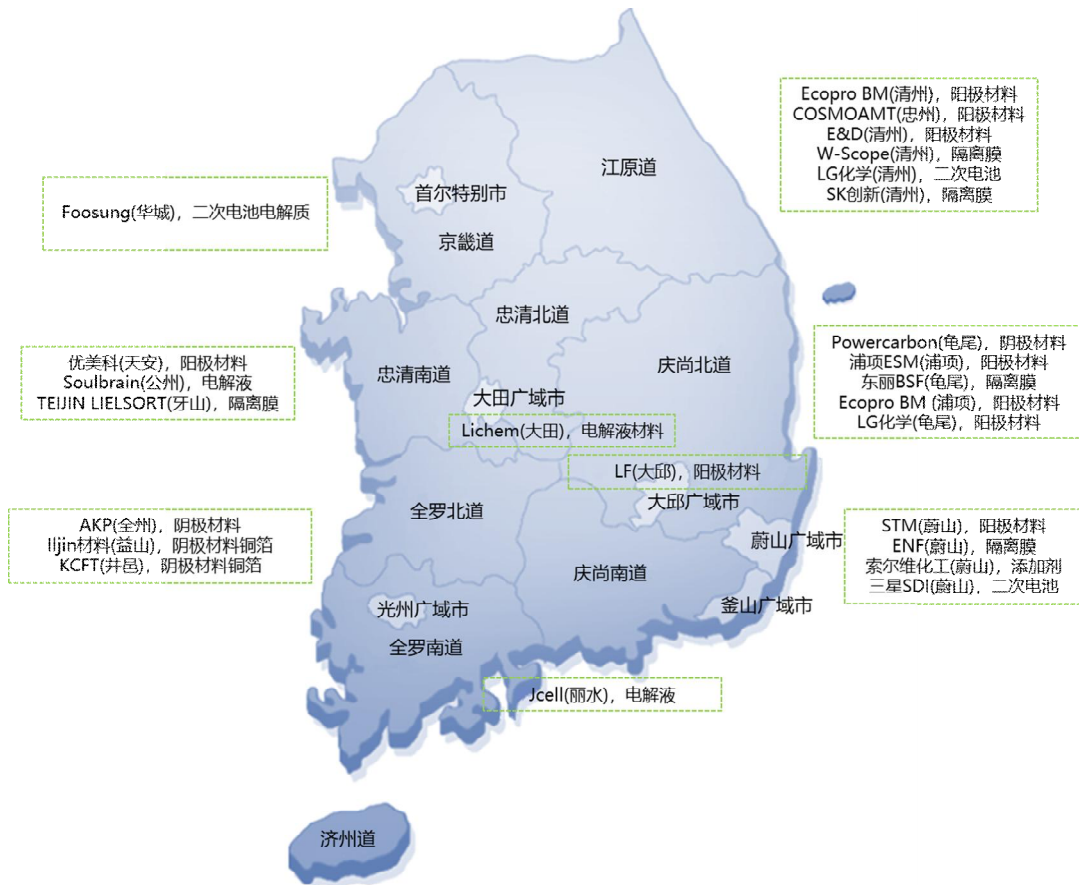 Ecopro BM(清州)，阳极材料
COSMOAMT(忠州)，阳极材料
E&D(清州)，阳极材料
W-Scope(清州)，隔离膜
LG化学(清州)，二次电池
SK创新(清州)，隔离膜
江原道
首尔特别市
Foosung(华城)，二次电池电解质
京畿道
忠清北道
Powercarbon(龟尾)，阴极材料
浦项ESM(浦项)，阳极材料
东丽BSF(龟尾)，隔离膜
Ecopro BM (浦项)，阳极材料
LG化学(龟尾)，阳极材料
庆尚北道
优美科(天安)，阳极材料
Soulbrain(公州)，电解液
TEIJIN LIELSORT(牙山)，隔离膜
忠清南道
大田广域市
Lichem(大田)，电解液材料
LF(大邱)，阳极材料
大邱广域市
全罗北道
AKP(全州)，阴极材料
Iljin材料(益山)，阴极材料铜箔
KCFT(井邑)，阴极材料铜箔
STM(蔚山)，阳极材料
ENF(蔚山)，隔离膜
索尔维化工(蔚山)，添加剂
三星SDI(蔚山)，二次电池
蔚山广域市
庆尚南道
釜山广域市
光州广域市
全罗南道
Jcell(丽水)，电解液
济州道